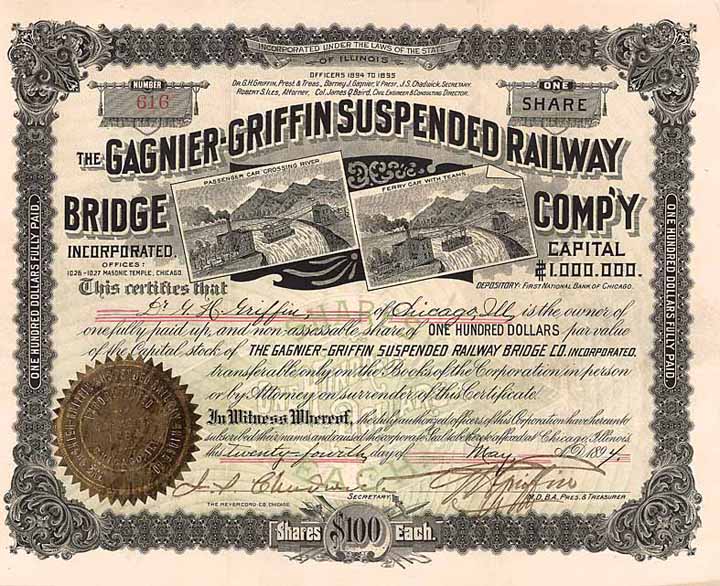 INCORPORATED UNDER THE LAWS OF THE STATE
OF ILLINOIS
OFFICERS 1894 TO 1895
DR. G.H. GRIFFIN, PREST & TREAS., BARNEY J. GAGNIER, V. PREST., J.S. CHADWICK, SECRETARY.
ROBERT S. ILES, ATTORNEY, COL. JAMES Q. BAIRD, CIVIL ENGINEER & CONSULTING DIRECTOR.
NUMBER
616
ONE
SHARE
THE GAGNIER-GRIFFIN SUSPENDED RAILWAY
BRIDGE COMP'Y
PASSENGER CAR CROSSING RIVER
FERRY CAR WITH TEAMS
INCORPORATED.
OFFICES:
1026-1027 MASONIC TEMPLE, CHICAGO.
CAPITAL
$1.000.000.
DEPOSITORY: FIRST NATIONAL BANK OF CHICAGO.
This certifies that
Dr. G. H. Griffin, of Chicago, Ill. is the owner of
one fully paid up, and non-assessable share of ONE HUNDRED DOLLARS par value
of the Capital stock of THE GAGNIER-GRIFFIN SUSPENDED RAILWAY BRIDGE CO. INCORPORATED.
transferable only on the Books of the Corporation in person
or by Attorney on surrender of this Certificate.
In Witness Whereof, the duly authorized officers of this Corporation have hereunto
subscribed their names and caused the corporate Seal to be hereto affixed at Chicago, Illinois,
this twenty-fourth day of May A.D. 1894.
J. S. Chadwick
SECRETARY.
G H Griffin
M.D.B.A. PRES. & TREASURER
THE MEYERCORD CO. CHICAGO.
Shares $100 Each.
ONE HUNDRED DOLLARS FULLY PAID
ONE HUNDRED DOLLARS FULLY PAID